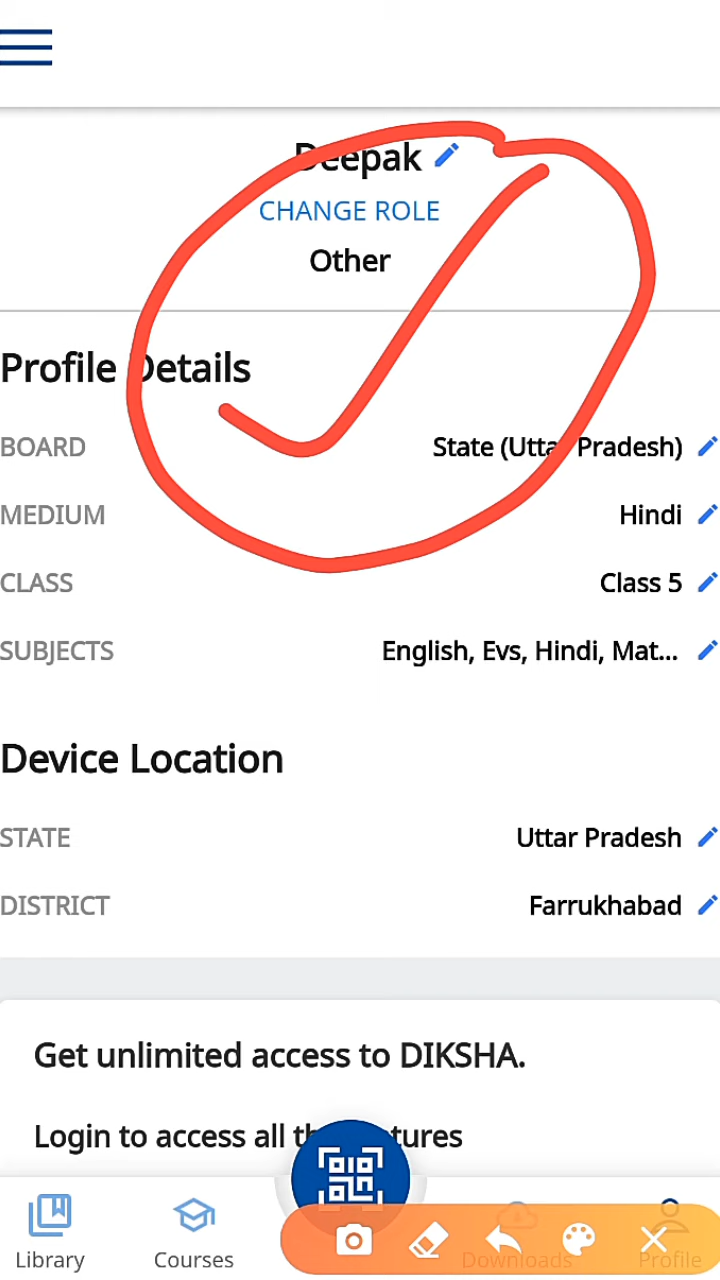 Deepak
CHANGE ROLE
Other
Profile Details
BOARD State (Uttar Pradesh)
MEDIUM Hindi
CLASS Class 5
SUBJECTS English, Evs, Hindi, Mat...
Device Location
STATE Uttar Pradesh
DISTRICT Farrukhabad
Get unlimited access to DIKSHA.
Login to access all the features
Library Courses Downloads Profile